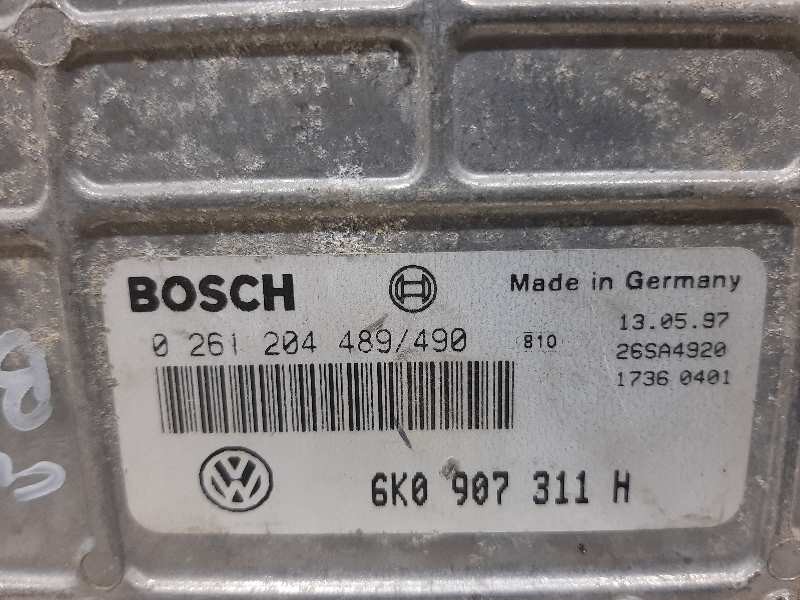 BOSCH
Made in Germany
0 261 204 489/490
810
13.05.97
26SA4920
1736 0401
6K0 907 311 H